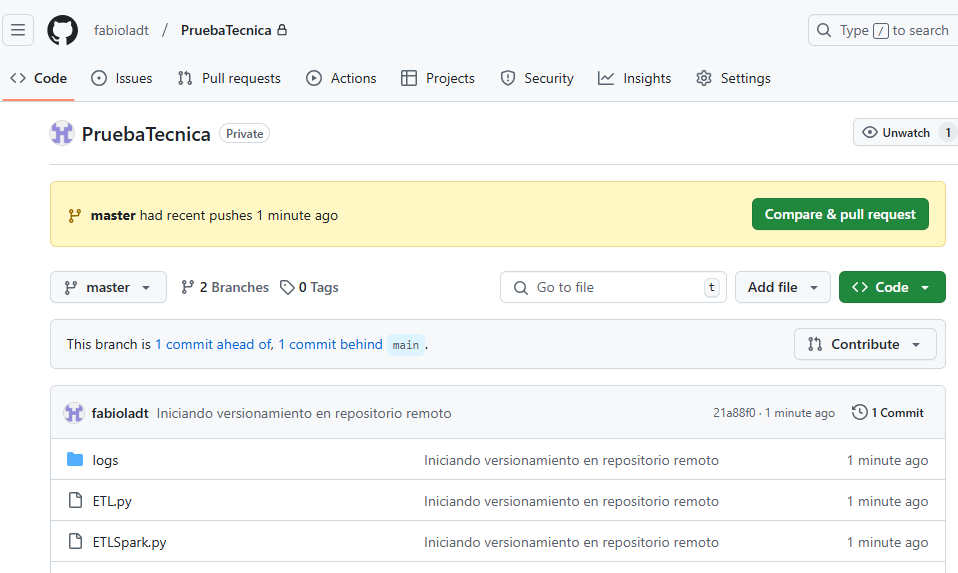 fabioladt / PruebaTecnica
Type / to search
Code Issues Pull requests Actions Projects Security Insights Settings
PruebaTecnica Private
Unwatch 1
master had recent pushes 1 minute ago
Compare & pull request
master 2 Branches 0 Tags
Go to file t
Add file
Code
This branch is 1 commit ahead of, 1 commit behind main .
Contribute
fabioladt Iniciando versionamiento en repositorio remoto 21a88f0 · 1 minute ago 1 Commit
logs Iniciando versionamiento en repositorio remoto 1 minute ago
ETL.py Iniciando versionamiento en repositorio remoto 1 minute ago
ETLSpark.py Iniciando versionamiento en repositorio remoto 1 minute ago